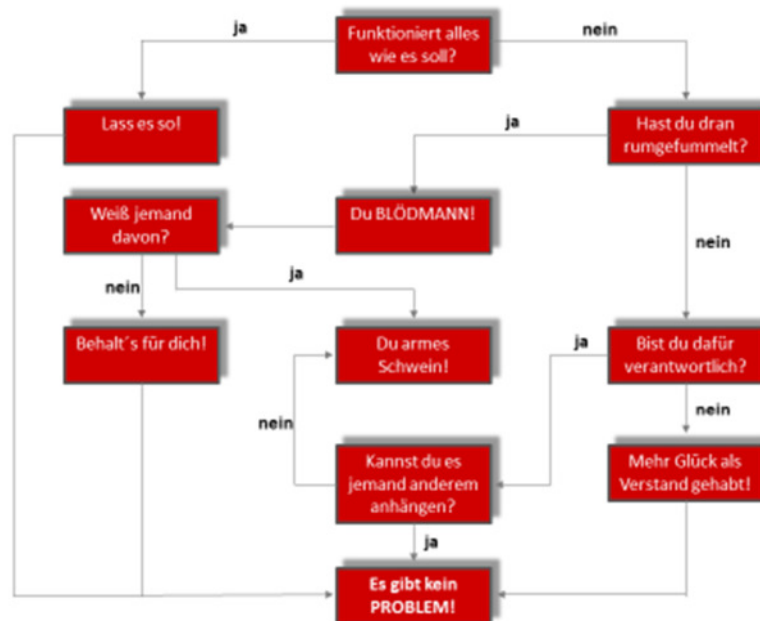 ja
Funktioniert alles
wie es soll?
nein
Lass es so!
ja
Hast du dran
rumgefummelt?
Weiß jemand
davon?
Du BLÖDMANN!
nein
nein
ja
Behalt´s für dich!
Du armes
Schwein!
ja
Bist du dafür
verantwortlich?
nein
nein
Kannst du es
jemand anderem
anhängen?
Mehr Glück als
Verstand gehabt!
ja
Es gibt kein
PROBLEM!